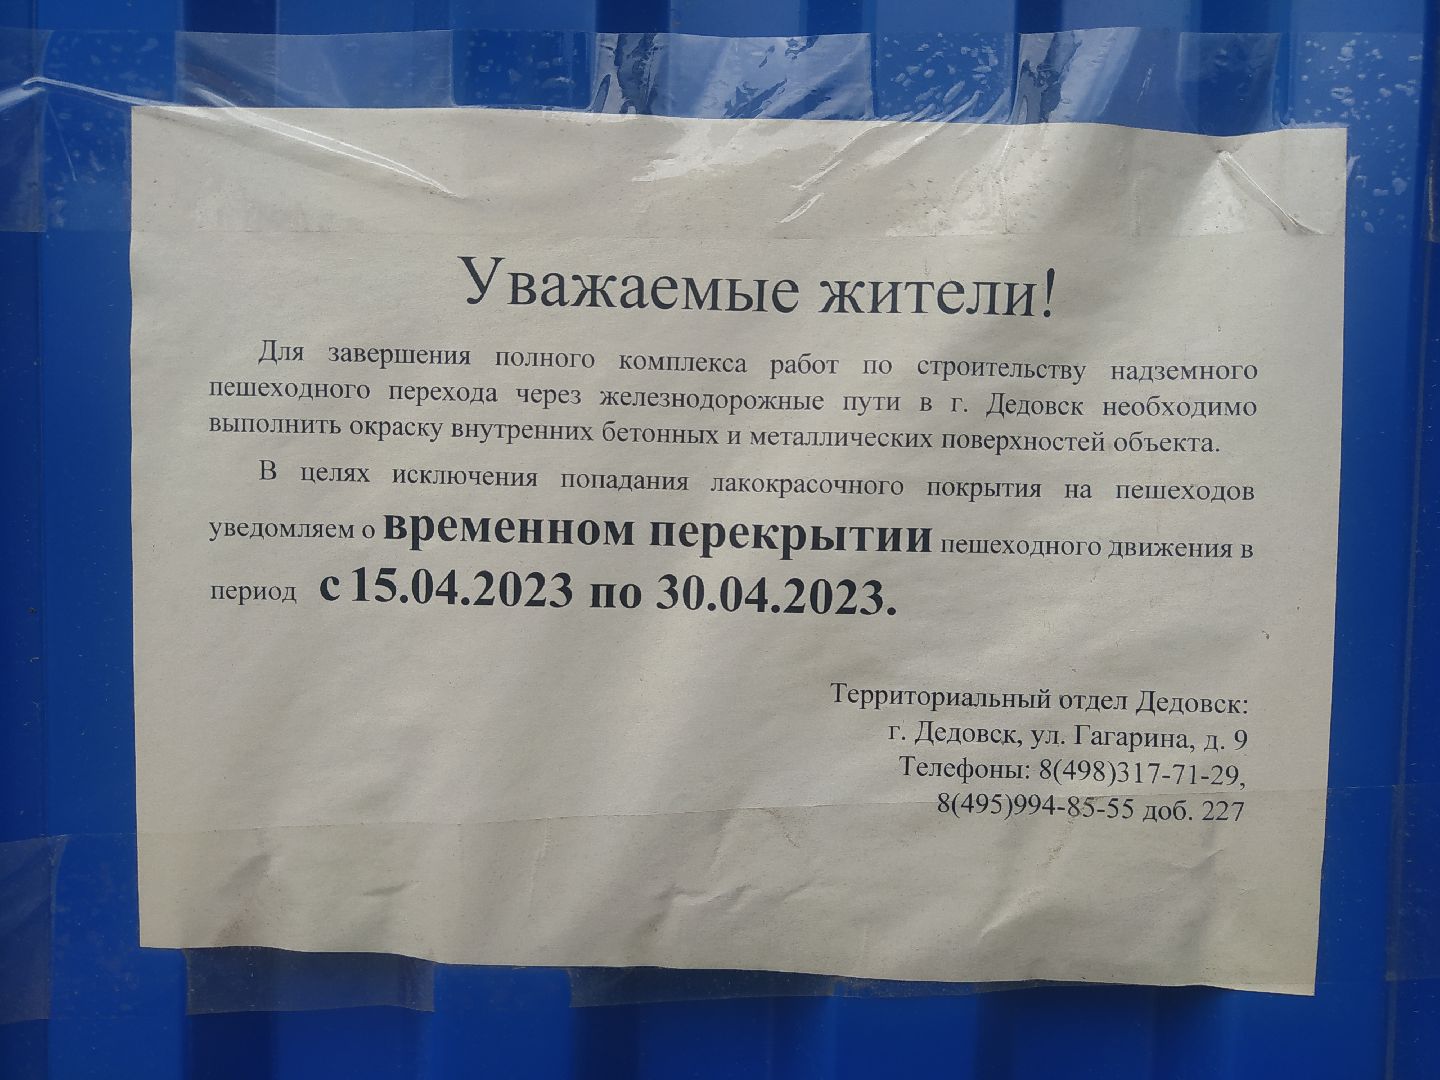 Уважаемые жители!
Для завершения полного комплекса работ по строительству надземного
пешеходного перехода через железнодорожные пути в г. Дедовск необходимо
выполнить окраску внутренних бетонных и металлических поверхностей объекта.
В целях исключения попадания лакокрасочного покрытия на пешеходов
уведомляем о временном перекрытии пешеходного движения в
период с 15.04.2023 по 30.04.2023.
Территориальный отдел Дедовск:
г. Дедовск, ул. Гагарина, д. 9
Телефоны: 8(498)317-71-29,
8(495)994-85-55 доб. 227